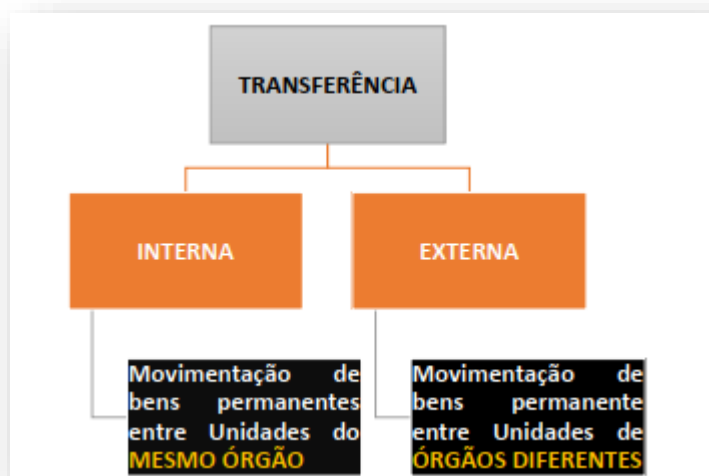 TRANSFERÊNCIA
INTERNA
EXTERNA
Movimentação de
bens permanentes
entre Unidades do
MESMO ÓRGÃO
Movimentação de
bens permanente
entre Unidades de
ÓRGÃOS DIFERENTES